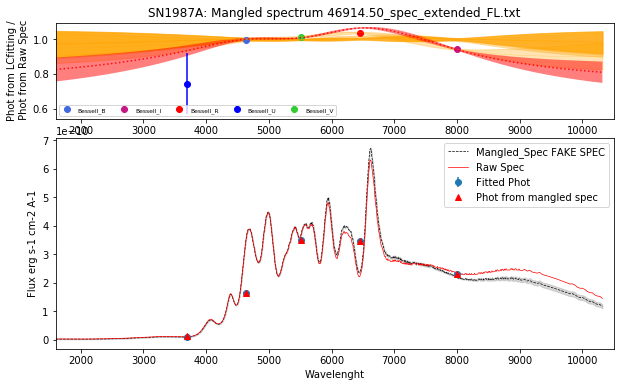 SN1987A: Mangled spectrum 46914.50_spec_extended_FL.txt
Phot from LCfitting /
Phot from Raw Spec
1.0
0.8
0.6
Bessell_B Bessell_I Bessell_R Bessell_U Bessell_V
2000 3000 4000 5000 6000 7000 8000 9000 10000
7
6
5
4
3
2
1
0
Flux erg s-1 cm-2 A-1
Mangled_Spec FAKE SPEC
Raw Spec
Fitted Phot
Phot from mangled spec
2000 3000 4000 5000 6000 7000 8000 9000 10000
Wavelenght